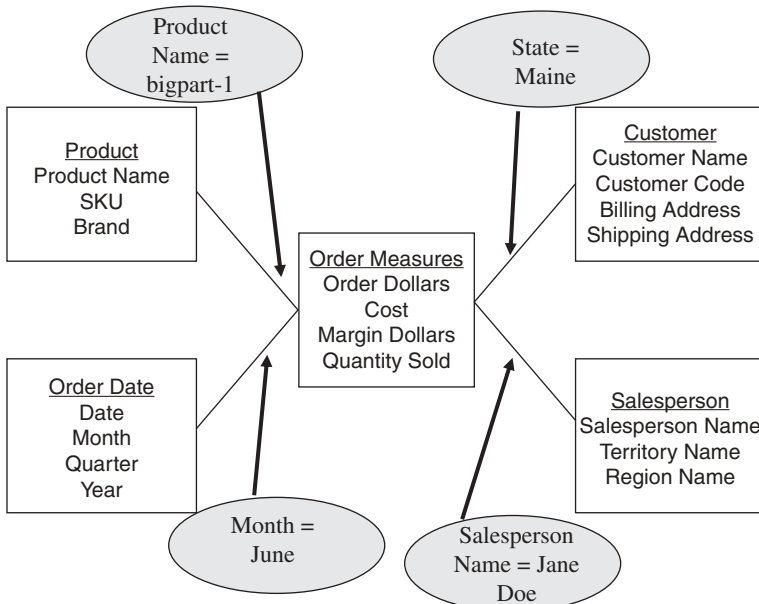 Product
Name =
bigpart-1
State =
Maine
Product
Product Name
SKU
Brand
Customer
Customer Name
Customer Code
Billing Address
Shipping Address
Order Measures
Order Dollars
Cost
Margin Dollars
Quantity Sold
Order Date
Date
Month
Quarter
Year
Salesperson
Salesperson Name
Territory Name
Region Name
Month =
June
Salesperson
Name = Jane
Doe